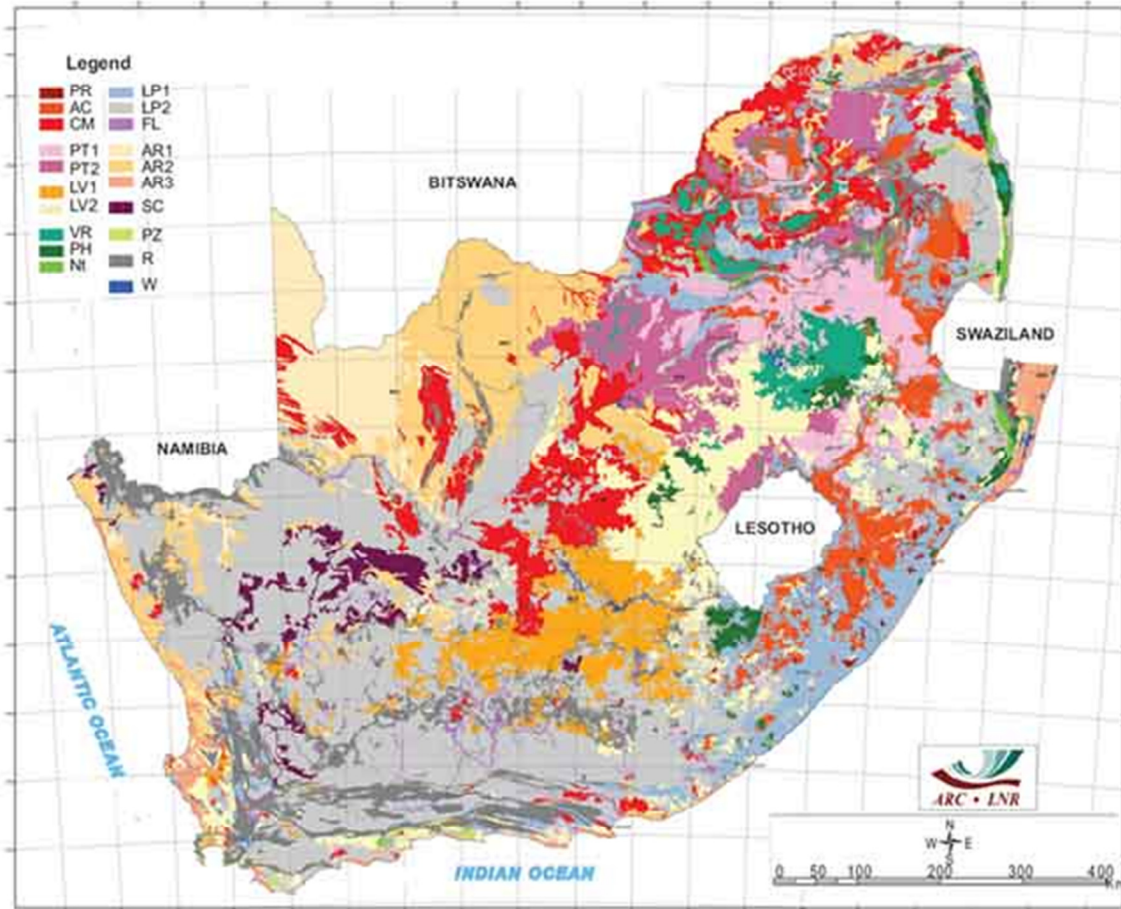 Legend
PR
AC
CM
PT1
PT2
LV1
LV2
VR
PH
Nt
LP1
LP2
FL
AR1
AR2
AR3
SC
PZ
R
W
BITSWANA
NAMIBIA
SWAZILAND
LESOTHO
ATLANTIC OCEAN
INDIAN OCEAN
ARC • LNR
N
W E
S
0 50 100 200 300 400
Km